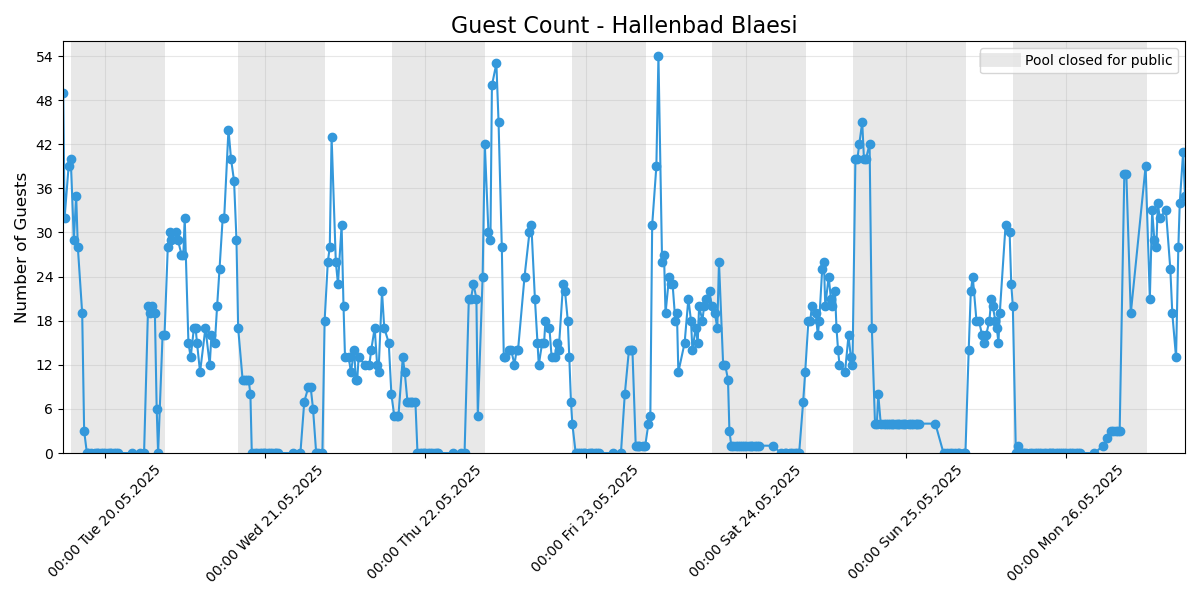 Guest Count - Hallenbad Blaesi
Pool closed for public
Number of Guests
54
48
42
36
30
24
18
12
6
0
00:00 Tue 20.05.2025
00:00 Wed 21.05.2025
00:00 Thu 22.05.2025
00:00 Fri 23.05.2025
00:00 Sat 24.05.2025
00:00 Sun 25.05.2025
00:00 Mon 26.05.2025